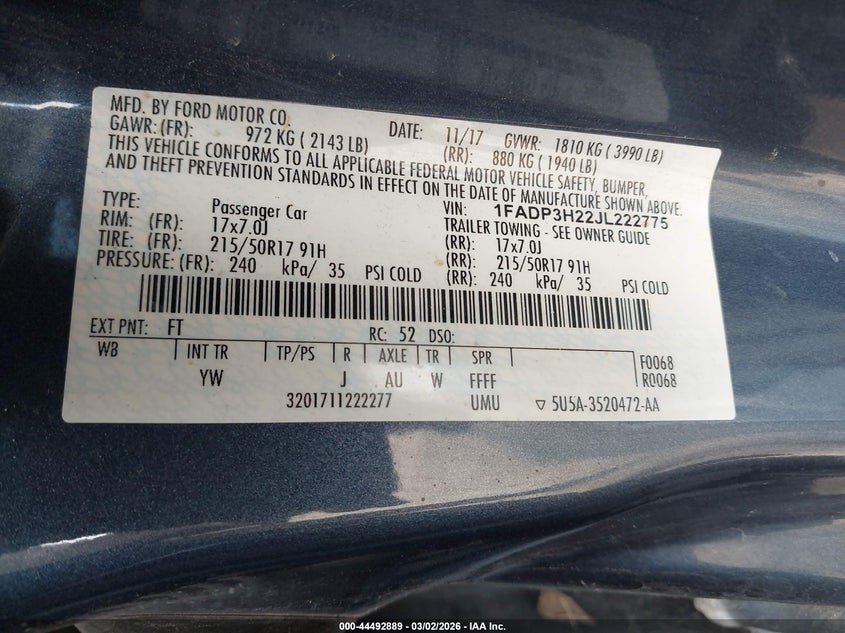 MFD. BY FORD MOTOR CO. DATE: 11/17 GVWR: 1810 KG ( 3990 LB)
GAWR: (FR): 972 KG ( 2143 LB) (RR): 880 KG ( 1940 LB)
THIS VEHICLE CONFORMS TO ALL APPLICABLE FEDERAL MOTOR VEHICLE SAFETY, BUMPER,
AND THEFT PREVENTION STANDARDS IN EFFECT ON THE DATE OF MANUFACTURE SHOWN ABOVE.
VIN: 1FADP3H22JL222775
TYPE: Passenger Car TRAILER TOWING - SEE OWNER GUIDE
RIM: (FR): 17x7.0J (RR): 17x7.0J
TIRE: (FR): 215/50R17 91H (RR): 215/50R17 91H
PRESSURE: (FR): 240 kPa/ 35 PSI COLD (RR): 240 kPa/ 35 PSI COLD
EXT PNT: FT RC: 52 DSO:
WB INT TR TP/PS R AXLE TR SPR F0068
YW J AU W FFFF R0068
3201711222277 UMU ▽ 5U5A-3520472-AA
000-44492889 - 03/02/2026 - IAA Inc.